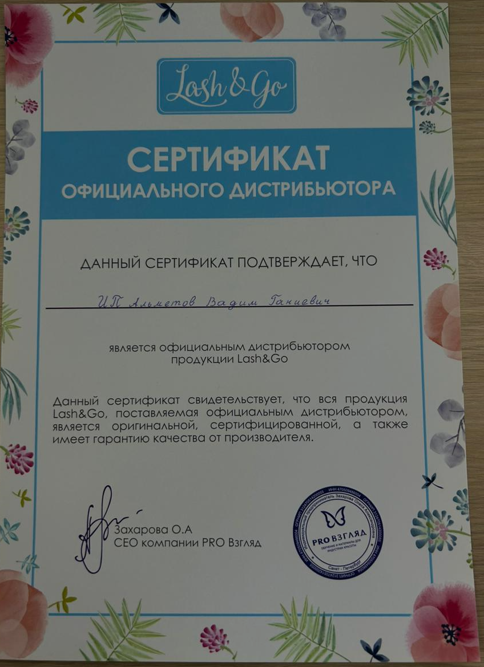 Lash & Go
СЕРТИФИКАТ
ОФИЦИАЛЬНОГО ДИСТРИБЬЮТОРА
ДАННЫЙ СЕРТИФИКАТ ПОДТВЕРЖДАЕТ, ЧТО
ИП Альметов Вадим Ганиевич
является официальным дистрибьютором
продукции Lash&Go
Данный сертификат свидетельствует, что вся продукция
Lash&Go, поставляемая официальным дистрибьютором,
является оригинальной, сертифицированной, а также
имеет гарантию качества от производителя.
Захарова О.А
CEO компании PRO Взгляд
PRO ВЗГЛЯД
Санкт - Петербург